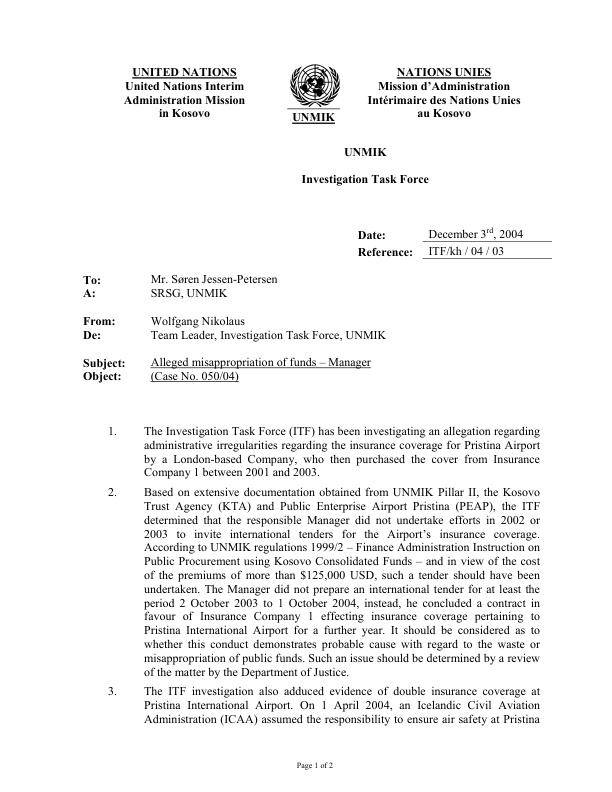 UNITED NATIONS
United Nations Interim
Administration Mission
in Kosovo
UNMIK
NATIONS UNIES
Mission d’Administration
Intérimaire des Nations Unies
au Kosovo
UNMIK
Investigation Task Force
Date: December 3rd, 2004
Reference: ITF/kh / 04 / 03
To: Mr. Søren Jessen-Petersen
A: SRSG, UNMIK
From: Wolfgang Nikolaus
De: Team Leader, Investigation Task Force, UNMIK
Subject: Alleged misappropriation of funds – Manager
Object: (Case No. 050/04)
1. The Investigation Task Force (ITF) has been investigating an allegation regarding
administrative irregularities regarding the insurance coverage for Pristina Airport
by a London-based Company, who then purchased the cover from Insurance
Company 1 between 2001 and 2003.
2. Based on extensive documentation obtained from UNMIK Pillar II, the Kosovo
Trust Agency (KTA) and Public Enterprise Airport Pristina (PEAP), the ITF
determined that the responsible Manager did not undertake efforts in 2002 or
2003 to invite international tenders for the Airport’s insurance coverage.
According to UNMIK regulations 1999/2 – Finance Administration Instruction on
Public Procurement using Kosovo Consolidated Funds – and in view of the cost
of the premiums of more than $125,000 USD, such a tender should have been
undertaken. The Manager did not prepare an international tender for at least the
period 2 October 2003 to 1 October 2004, instead, he concluded a contract in
favour of Insurance Company 1 effecting insurance coverage pertaining to
Pristina International Airport for a further year. It should be considered as to
whether this conduct demonstrates probable cause with regard to the waste or
misappropriation of public funds. Such an issue should be determined by a review
of the matter by the Department of Justice.
3. The ITF investigation also adduced evidence of double insurance coverage at
Pristina International Airport. On 1 April 2004, an Icelandic Civil Aviation
Administration (ICAA) assumed the responsibility to ensure air safety at Pristina
Page 1 of 2